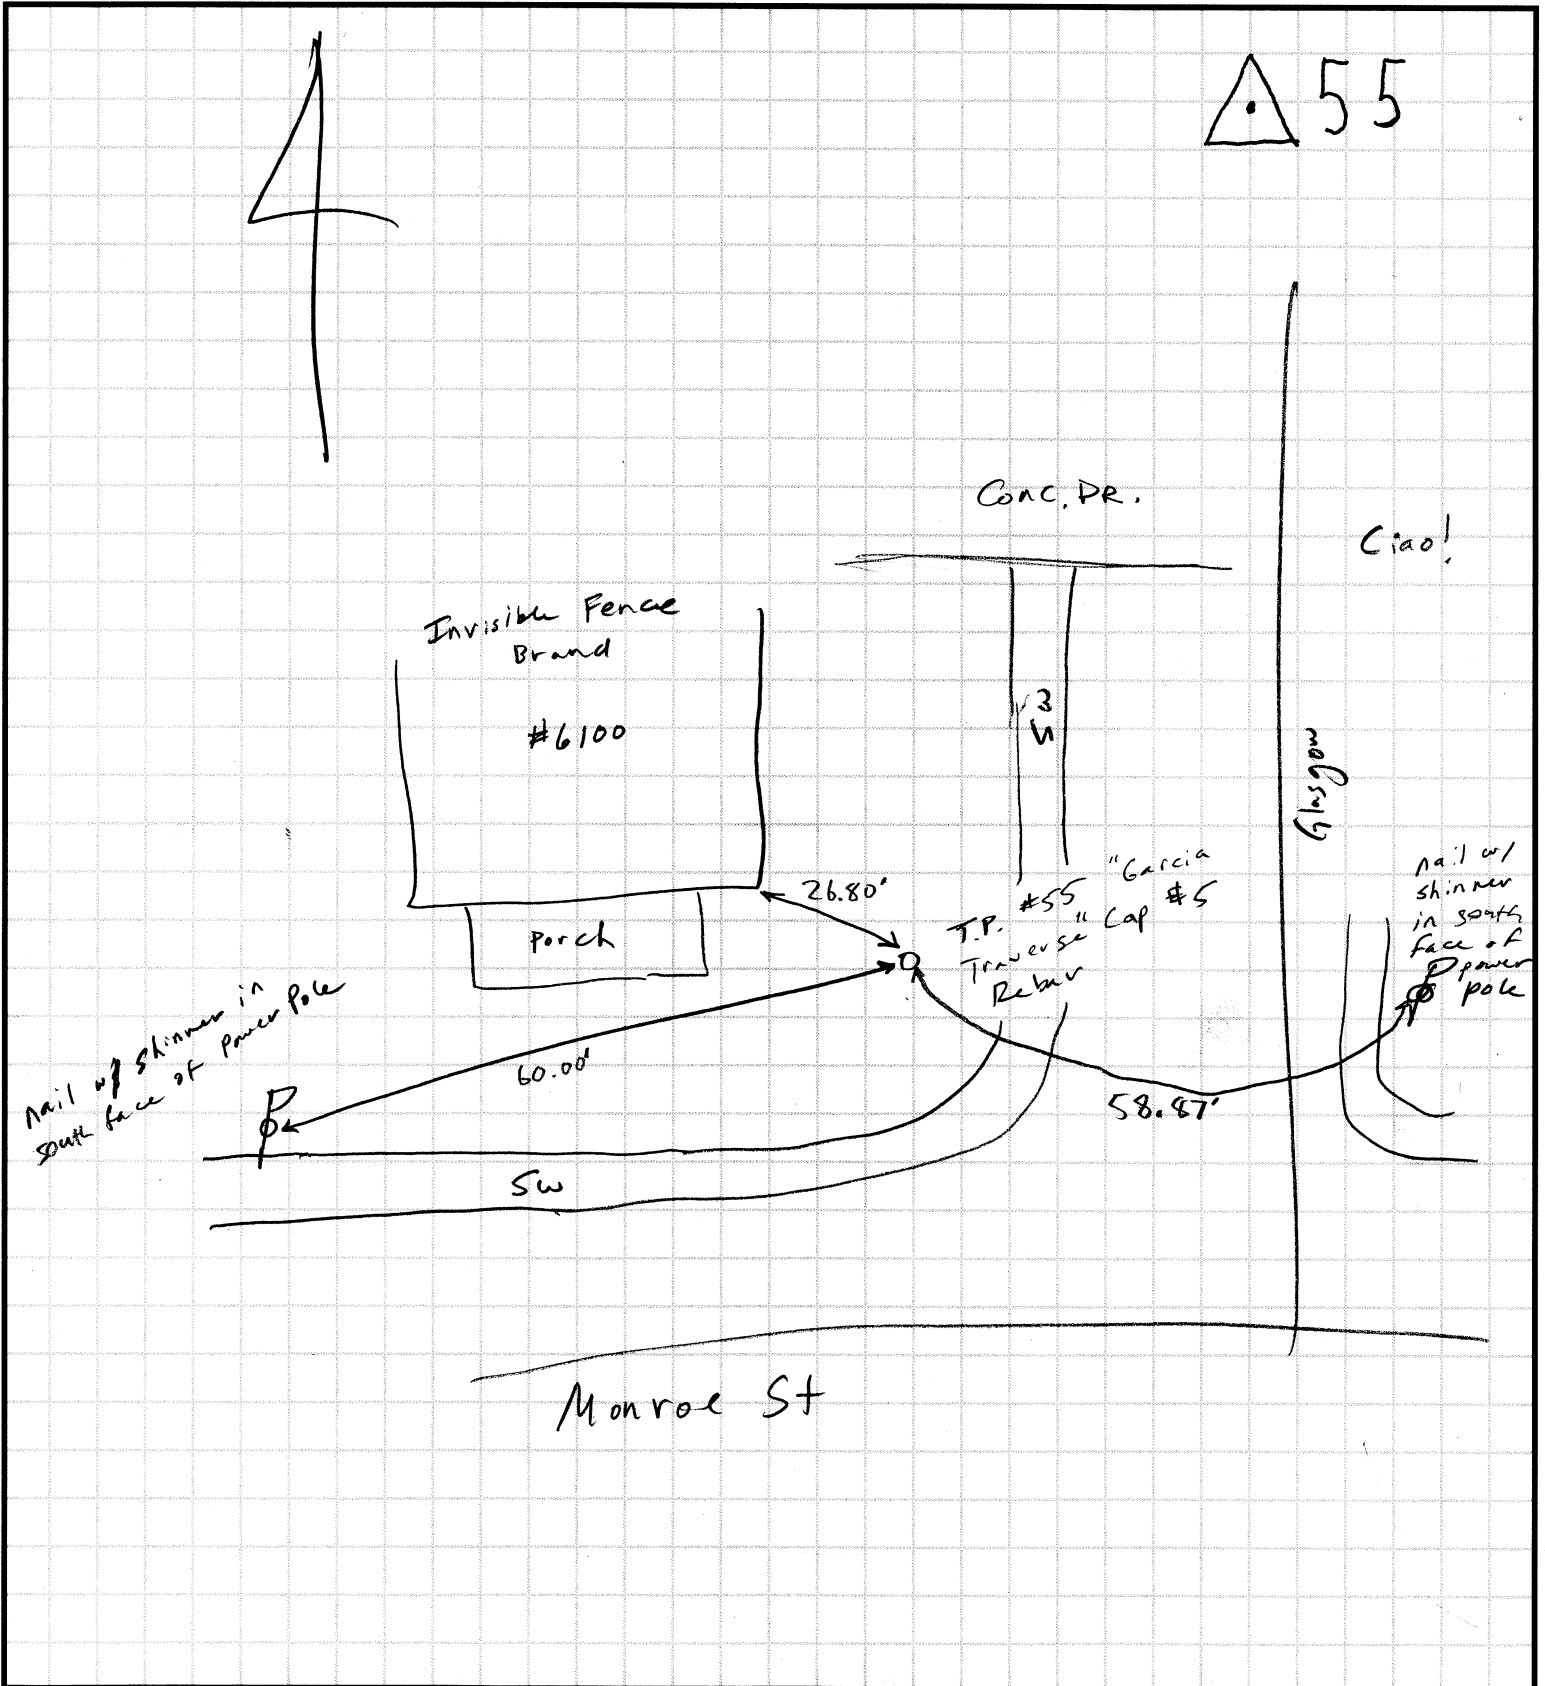 55
Conc. DR.
Ciao!
Invisible Fence
Brand
#6100
SW
Glasgow
26.80'
T.P. #55 "Garcia
Traverse" Cap #5
Rebar
nail w/
shinner
in south
face of
power
pole
Porch
nail w/ shinner in
south face of power pole
60.00'
58.87'
SW
Monroe St